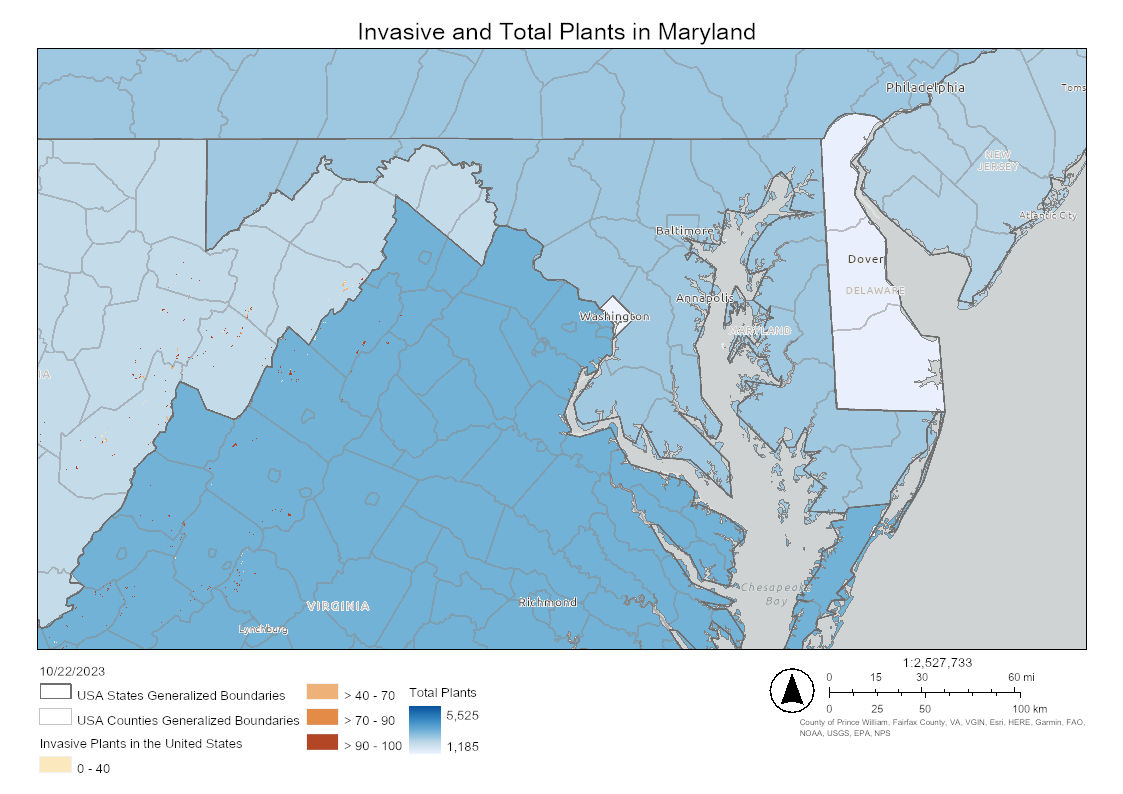 Invasive and Total Plants in Maryland
Philadelphia
Toms
NEW
JERSEY
Atlantic City
Baltimore
Dover
DELAWARE
Annapolis
Washington
MARYLAND
IA
Chesapeake
Bay
Richmond
VIRGINIA
Lynchburg
10/22/2023
USA States Generalized Boundaries
USA Counties Generalized Boundaries
Invasive Plants in the United States
0 - 40
> 40 - 70
> 70 - 90
> 90 - 100
Total Plants
5,525
1,185
1:2,527,733
0 15 30 60 mi
0 25 50 100 km
County of Prince William, Fairfax County, VA, VGIN, Esri, HERE, Garmin, FAO,
NOAA, USGS, EPA, NPS